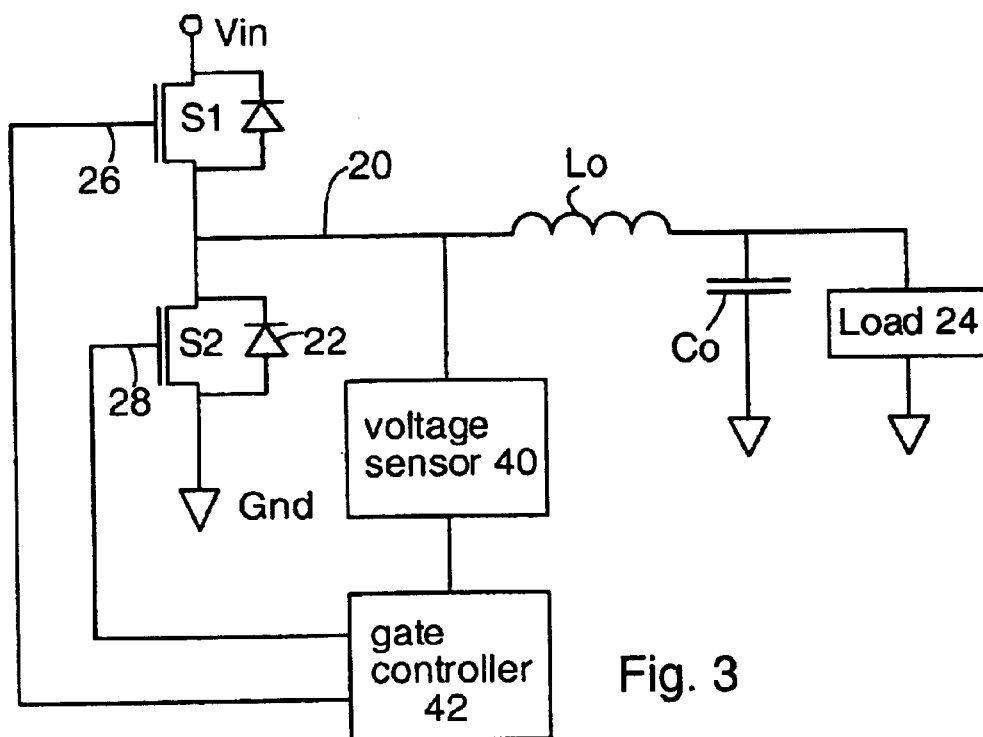 Vin
S1
26
20
Lo
S2
22
28
Co
Load 24
voltage
sensor 40
Gnd
gate
controller
42
Fig. 3